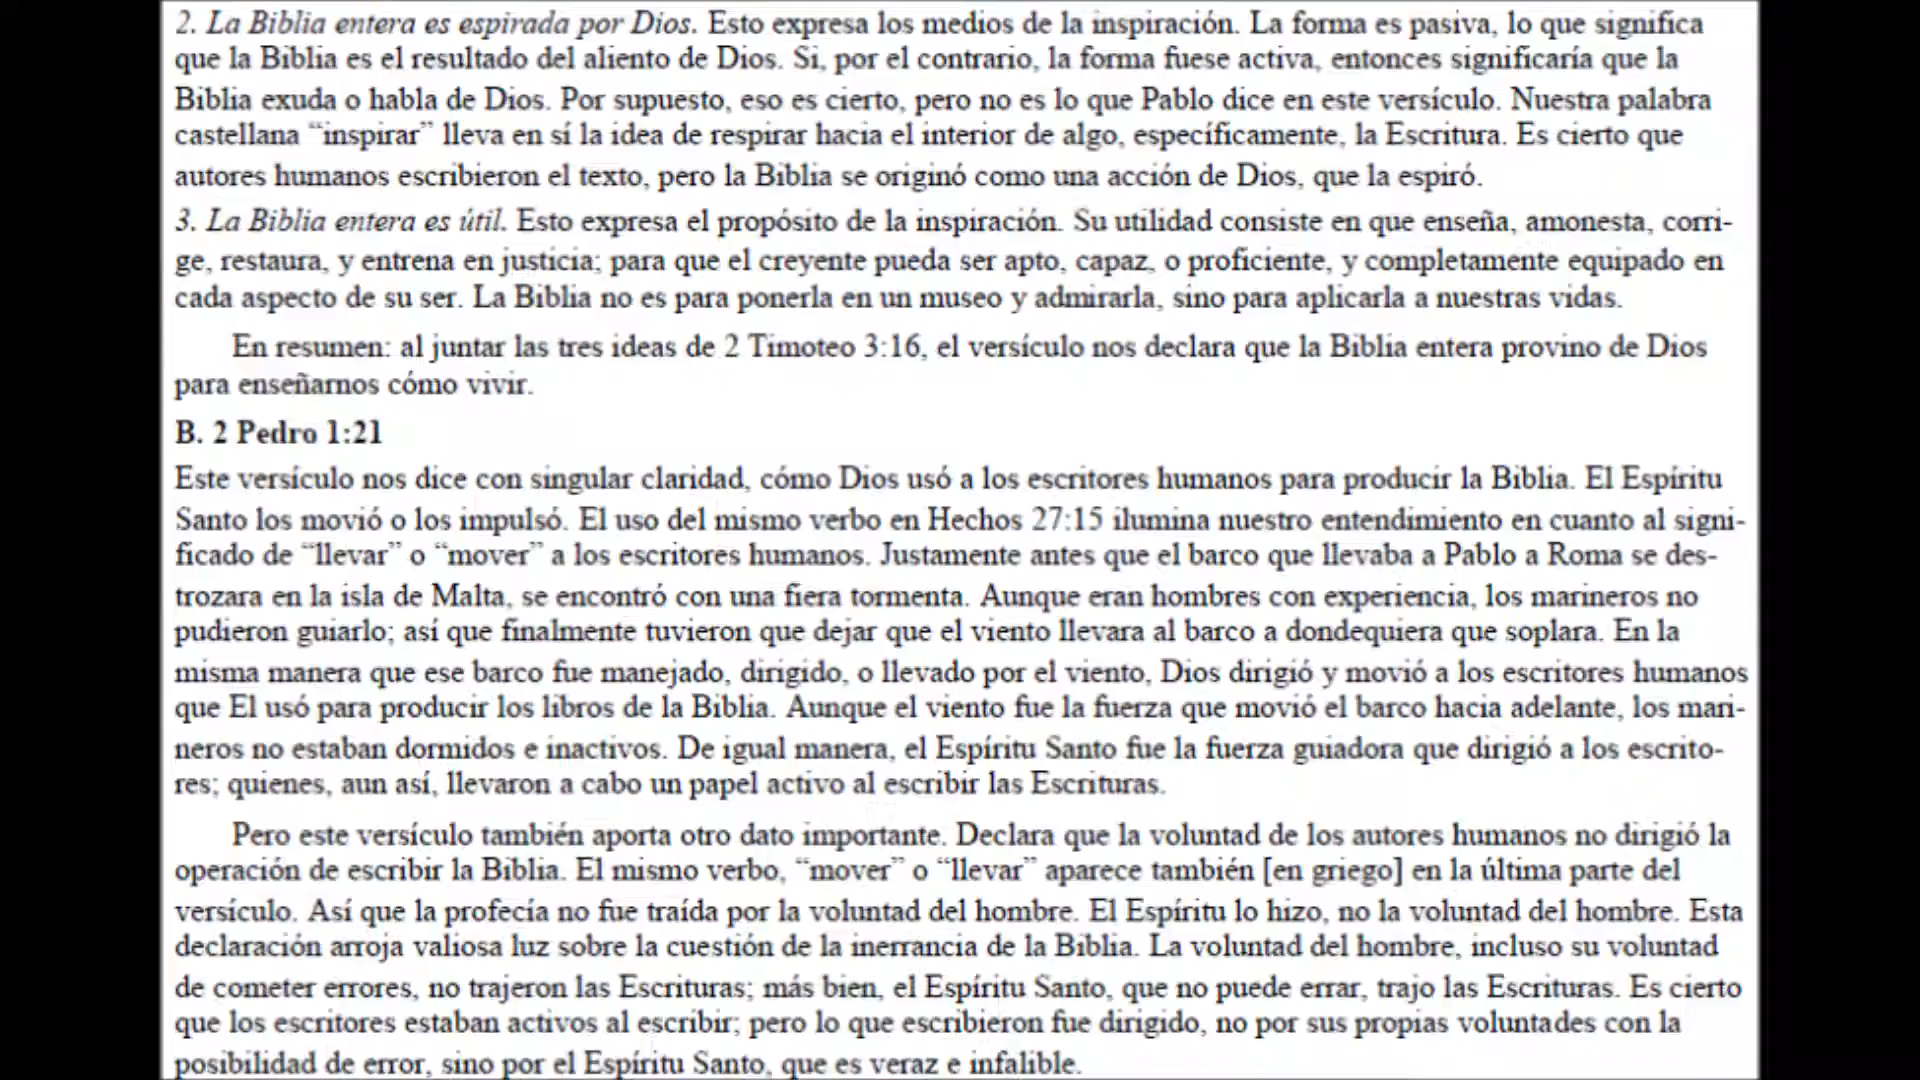 2. La Biblia entera es espirada por Dios. Esto expresa los medios de la inspiración. La forma es pasiva, lo que significa
que la Biblia es el resultado del aliento de Dios. Si, por el contrario, la forma fuese activa, entonces significaría que la
Biblia exuda o habla de Dios. Por supuesto, eso es cierto, pero no es lo que Pablo dice en este versículo. Nuestra palabra
castellana “inspirar” lleva en sí la idea de respirar hacia el interior de algo, específicamente, la Escritura. Es cierto que
autores humanos escribieron el texto, pero la Biblia se originó como una acción de Dios, que la espiró.
3. La Biblia entera es útil. Esto expresa el propósito de la inspiración. Su utilidad consiste en que enseña, amonesta, corri-
ge, restaura, y entrena en justicia; para que el creyente pueda ser apto, capaz, o proficiente, y completamente equipado en
cada aspecto de su ser. La Biblia no es para ponerla en un museo y admirarla, sino para aplicarla a nuestras vidas.
En resumen: al juntar las tres ideas de 2 Timoteo 3:16, el versículo nos declara que la Biblia entera provino de Dios
para enseñarnos cómo vivir.
B. 2 Pedro 1:21
Este versículo nos dice con singular claridad, cómo Dios usó a los escritores humanos para producir la Biblia. El Espíritu
Santo los movió o los impulsó. El uso del mismo verbo en Hechos 27:15 ilumina nuestro entendimiento en cuanto al signi-
ficado de “llevar” o “mover” a los escritores humanos. Justamente antes que el barco que llevaba a Pablo a Roma se des-
trozara en la isla de Malta, se encontró con una fiera tormenta. Aunque eran hombres con experiencia, los marineros no
pudieron guiarlo; así que finalmente tuvieron que dejar que el viento llevara al barco a dondequiera que soplara. En la
misma manera que ese barco fue manejado, dirigido, o llevado por el viento, Dios dirigió y movió a los escritores humanos
que El usó para producir los libros de la Biblia. Aunque el viento fue la fuerza que movió el barco hacia adelante, los mari-
neros no estaban dormidos e inactivos. De igual manera, el Espíritu Santo fue la fuerza guiadora que dirigió a los escrito-
res; quienes, aun así, llevaron a cabo un papel activo al escribir las Escrituras.
Pero este versículo también aporta otro dato importante. Declara que la voluntad de los autores humanos no dirigió la
operación de escribir la Biblia. El mismo verbo, “mover” o “llevar” aparece también [en griego] en la última parte del
versículo. Así que la profecía no fue traída por la voluntad del hombre. El Espíritu lo hizo, no la voluntad del hombre. Esta
declaración arroja valiosa luz sobre la cuestión de la inerrancia de la Biblia. La voluntad del hombre, incluso su voluntad
de cometer errores, no trajeron las Escrituras; más bien, el Espíritu Santo, que no puede errar, trajo las Escrituras. Es cierto
que los escritores estaban activos al escribir; pero lo que escribieron fue dirigido, no por sus propias voluntades con la
posibilidad de error, sino por el Espíritu Santo, que es veraz e infalible.